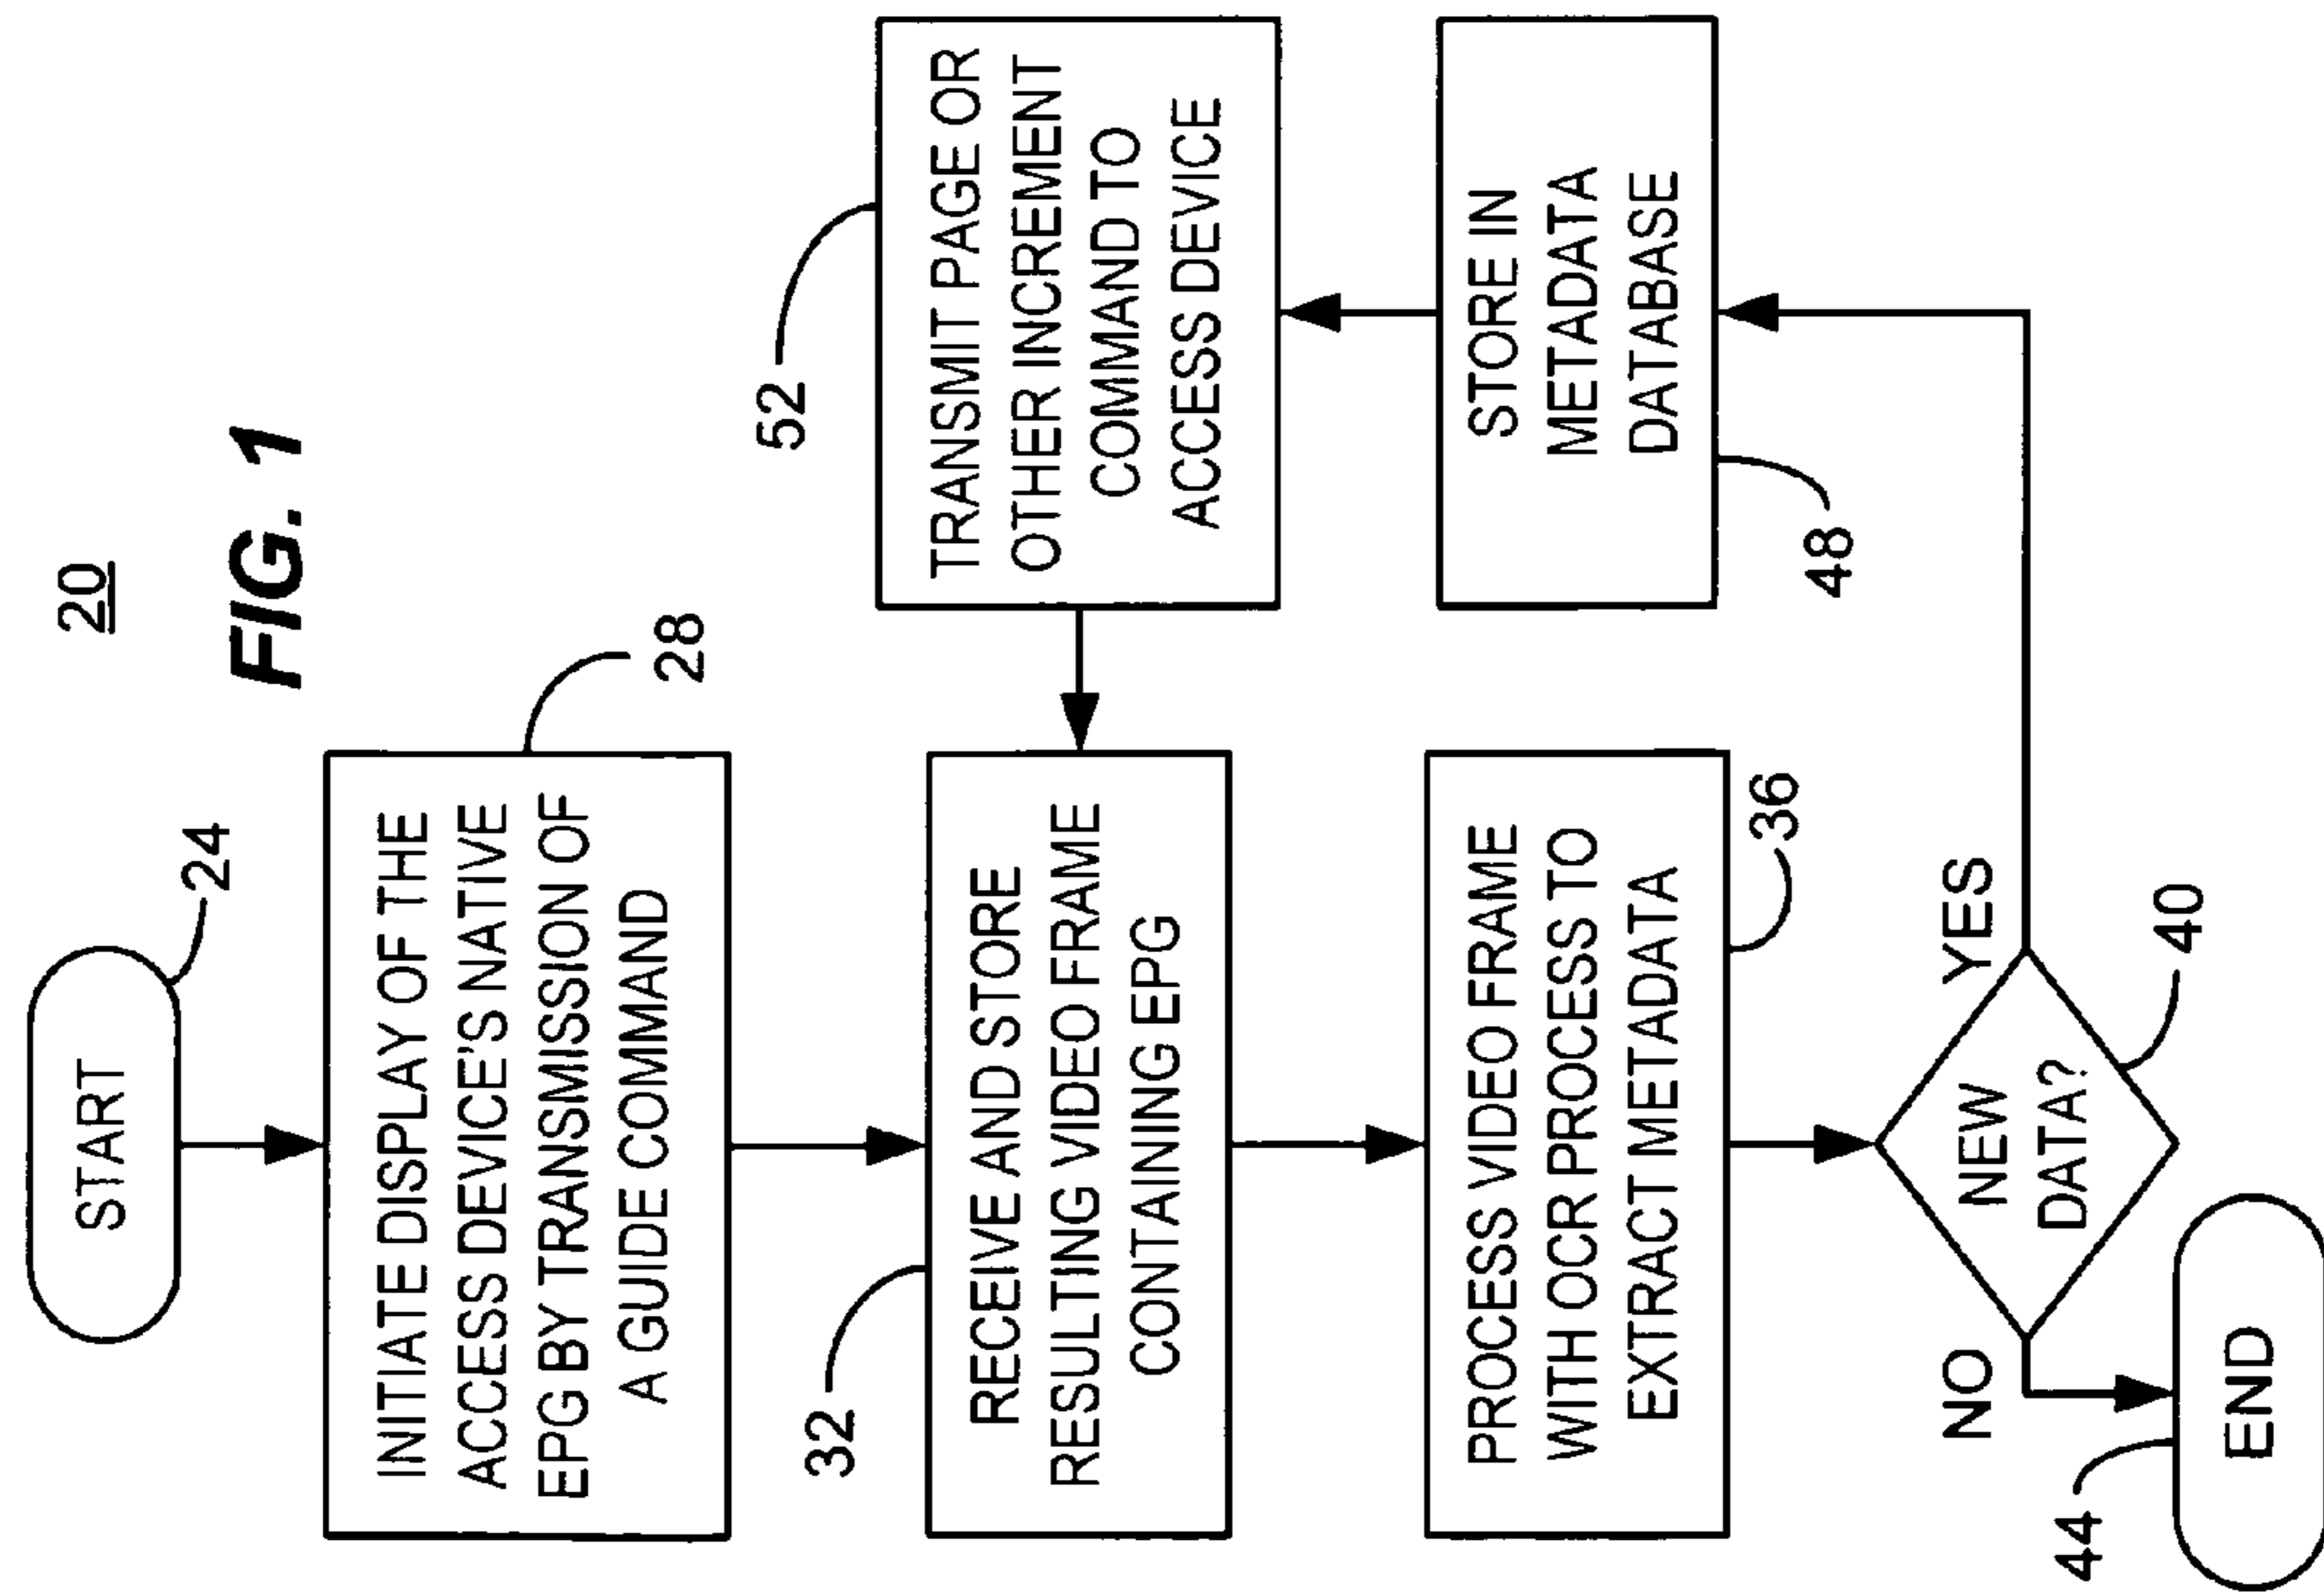 20
FIG. 1
START
24
INITIATE DISPLAY OF THE
ACCESS DEVICE'S NATIVE
EPG BY TRANSMISSION OF
A GUIDE COMMAND
28
RECEIVE AND STORE
RESULTING VIDEO FRAME
CONTAINING EPG
32
PROCESS VIDEO FRAME
WITH OCR PROCESS TO
EXTRACT METADATA
36
NEW
DATA?
40
YES
NO
END
44
STORE IN
METADATA
DATABASE
48
TRANSMIT PAGE OR
OTHER INCREMENT
COMMAND TO
ACCESS DEVICE
52